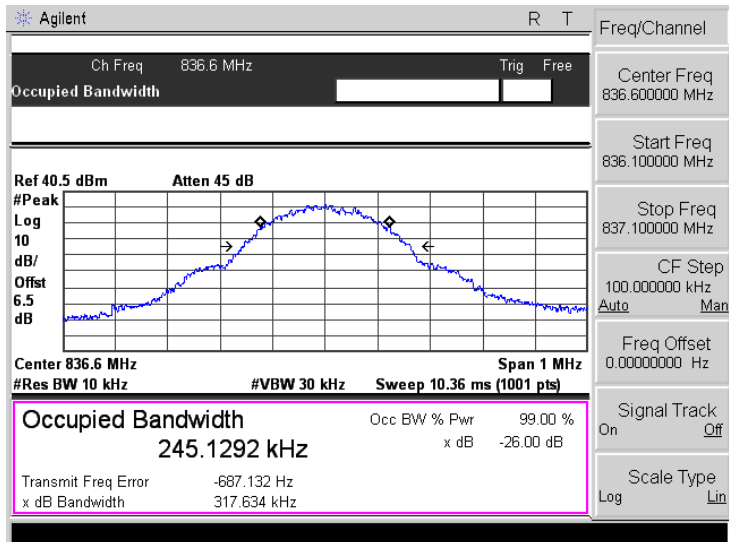 Agilent R T
Freq/Channel
Ch Freq 836.6 MHz Trig Free
Occupied Bandwidth
Center Freq
836.600000 MHz
Start Freq
836.100000 MHz
Stop Freq
837.100000 MHz
CF Step
100.000000 kHz
Auto Man
Freq Offset
0.00000000 Hz
Signal Track
On Off
Scale Type
Log Lin
Ref 40.5 dBm Atten 45 dB
#Peak
Log
10
dB/
Offst
6.5
dB
Center 836.6 MHz Span 1 MHz
#Res BW 10 kHz #VBW 30 kHz Sweep 10.36 ms (1001 pts)
Occupied Bandwidth Occ BW % Pwr 99.00 %
245.1292 kHz x dB -26.00 dB
Transmit Freq Error -687.132 Hz
x dB Bandwidth 317.634 kHz